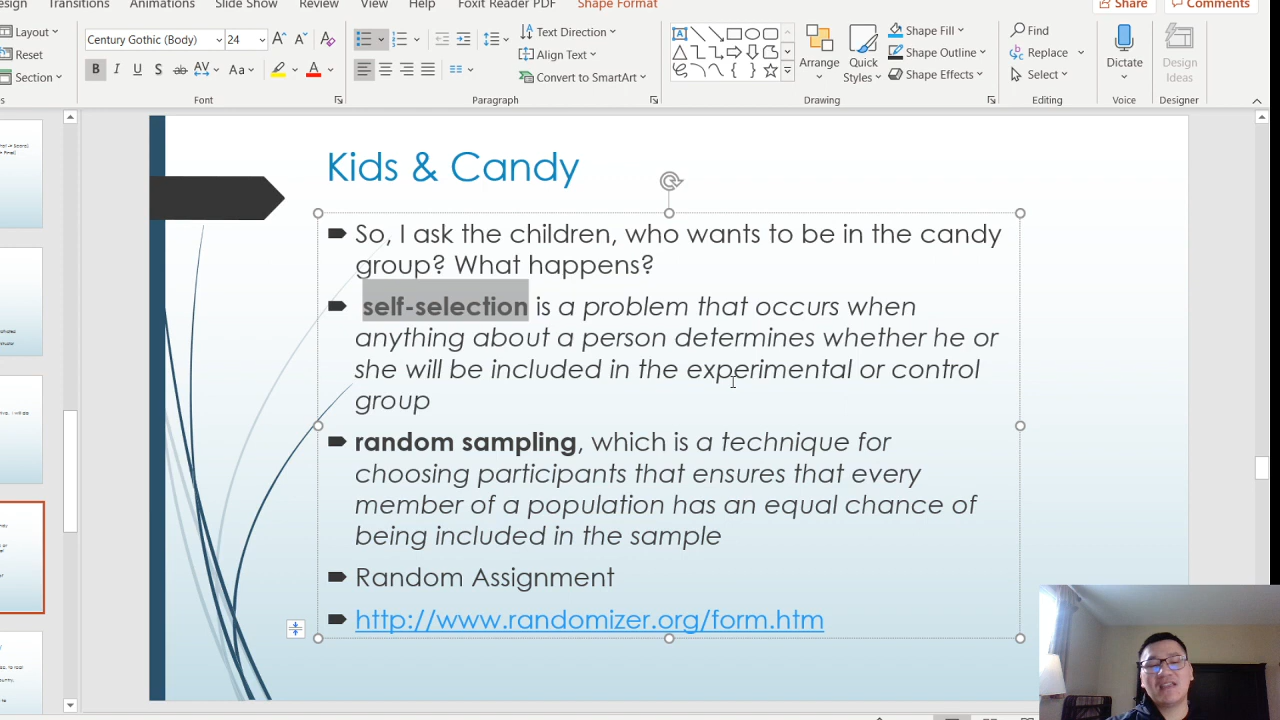 esign Transitions Animations Slide Show Review View Help Foxit Reader PDF Shape Format Share Comments
Layout
Reset
Section
Century Gothic (Body) 24
B I U S ab AV Aa A
Text Direction
Align Text
Convert to SmartArt
Arrange
Quick Styles
Shape Fill
Shape Outline
Shape Effects
Find
Replace
Select
Dictate
Design Ideas
Font Paragraph Drawing Editing Voice Designer
Kids & Candy
So, I ask the children, who wants to be in the candy
group? What happens?
self-selection is a problem that occurs when
anything about a person determines whether he or
she will be included in the experimental or control
group
random sampling, which is a technique for
choosing participants that ensures that every
member of a population has an equal chance of
being included in the sample
Random Assignment
http://www.randomizer.org/form.htm